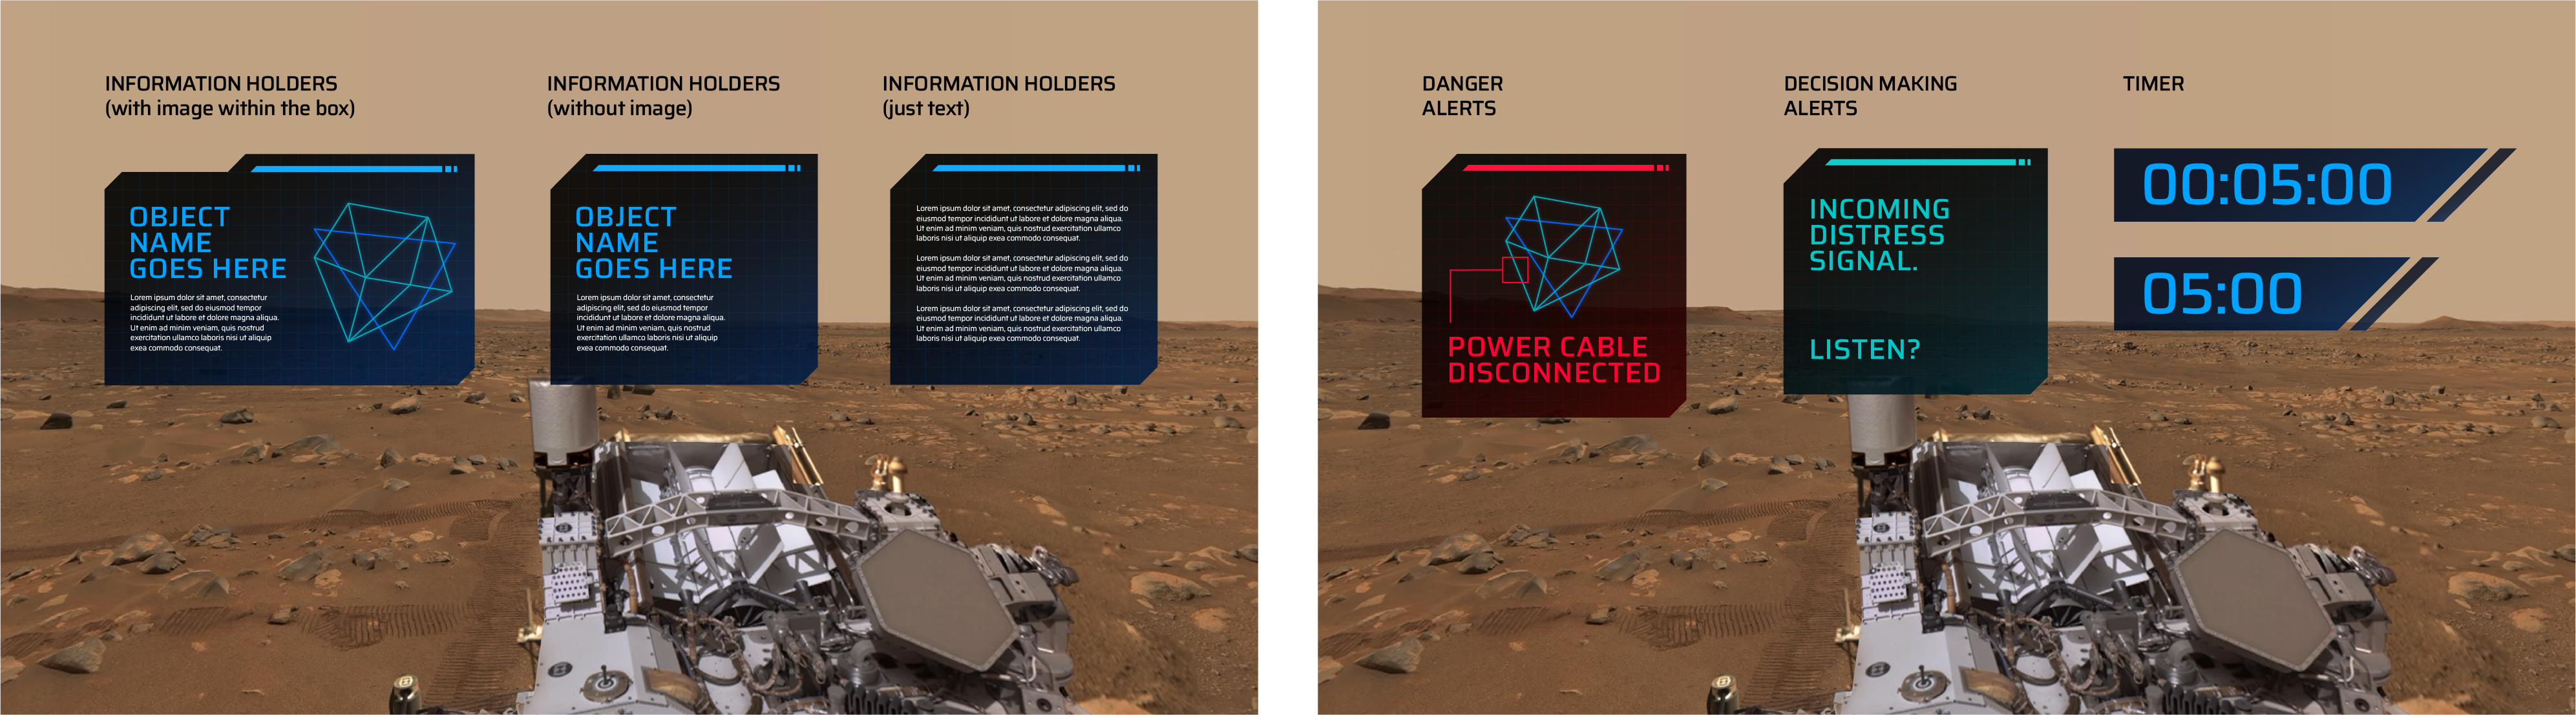 INFORMATION HOLDERS
(with image within the box)
OBJECT
NAME
GOES HERE
Lorem ipsum dolor sit amet, consectetur
adipiscing elit, sed do eiusmod tempor
incididunt ut labore et dolore magna aliqua.
Ut enim ad minim veniam, quis nostrud
exercitation ullamco laboris nisi ut aliquip
exea commodo consequat.
INFORMATION HOLDERS
(without image)
OBJECT
NAME
GOES HERE
Lorem ipsum dolor sit amet, consectetur
adipiscing elit, sed do eiusmod tempor
incididunt ut labore et dolore magna aliqua.
Ut enim ad minim veniam, quis nostrud
exercitation ullamco laboris nisi ut aliquip
exea commodo consequat.
INFORMATION HOLDERS
(just text)
Lorem ipsum dolor sit amet, consectetur adipiscing elit, sed do
eiusmod tempor incididunt ut labore et dolore magna aliqua.
Ut enim ad minim veniam, quis nostrud exercitation ullamco
laboris nisi ut aliquip exea commodo consequat.
Lorem ipsum dolor sit amet, consectetur adipiscing elit, sed do
eiusmod tempor incididunt ut labore et dolore magna aliqua.
Ut enim ad minim veniam, quis nostrud exercitation ullamco
laboris nisi ut aliquip exea commodo consequat.
Lorem ipsum dolor sit amet, consectetur adipiscing elit, sed do
eiusmod tempor incididunt ut labore et dolore magna aliqua.
Ut enim ad minim veniam, quis nostrud exercitation ullamco
laboris nisi ut aliquip exea commodo consequat.
DANGER
ALERTS
POWER CABLE
DISCONNECTED
DECISION MAKING
ALERTS
INCOMING
DISTRESS
SIGNAL.
LISTEN?
TIMER
00:05:00
05:00